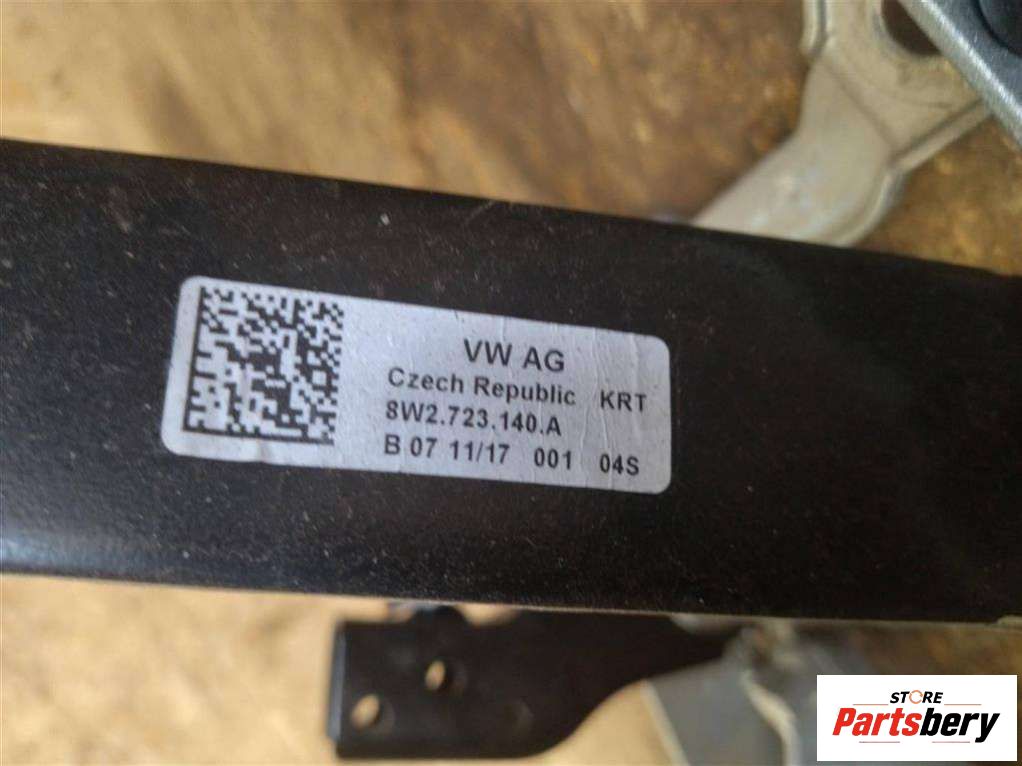 VW AG
Czech Republic KRT
8W2.723.140.A
B 07 11/17 001 04S
STORE
Partsbery